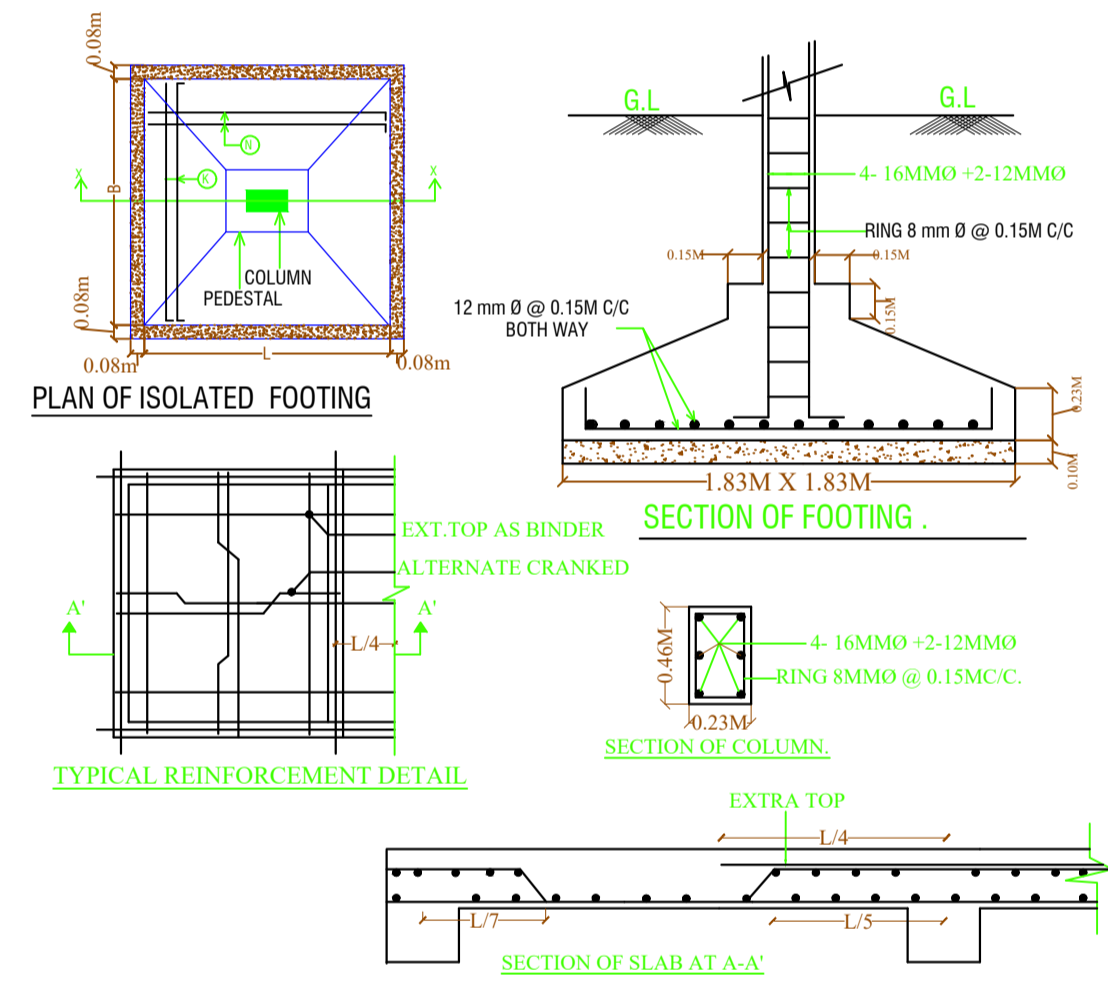 0.08m
N
K
X
X
B
COLUMN
PEDESTAL
0.08m
0.08m
L
0.08m
PLAN OF ISOLATED FOOTING
G.L
G.L
4- 16MMØ +2-12MMØ
RING 8 mm Ø @ 0.15M C/C
0.15M
0.15M
0.15M
12 mm Ø @ 0.15M C/C
BOTH WAY
0.23M
0.10M
1.83M X 1.83M
SECTION OF FOOTING .
EXT.TOP AS BINDER
ALTERNATE CRANKED
A'
A'
L/4
TYPICAL REINFORCEMENT DETAIL
0.46M
4- 16MMØ +2-12MMØ
RING 8MMØ @ 0.15MC/C.
0.23M
SECTION OF COLUMN.
EXTRA TOP
L/4
L/7
L/5
SECTION OF SLAB AT A-A'